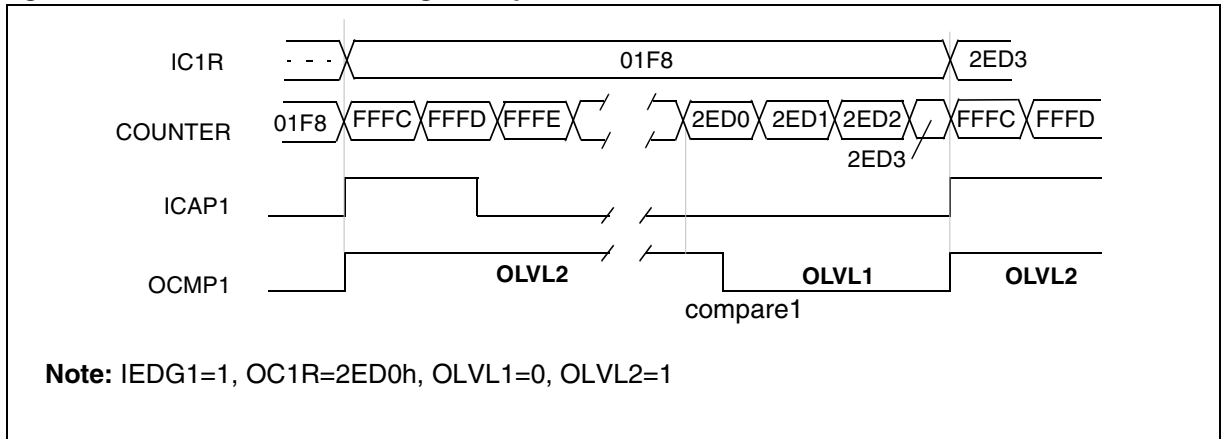 IC1R - - - 01F8 2ED3
COUNTER 01F8 FFFC FFFD FFFE 2ED0 2ED1 2ED2 FFFC FFFD
2ED3
ICAP1
OCMP1 OLVL2 OLVL1 OLVL2
compare1
Note: IEDG1=1, OC1R=2ED0h, OLVL1=0, OLVL2=1